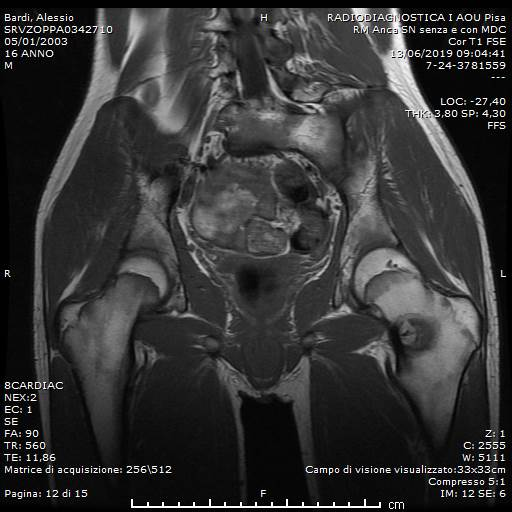 Bardi, Alessio
SRVZOPPA0342710
05/01/2003
16 ANNO
M
H
RADIODIAGNOSTICA I AOU Pisa
RM Anca SN senza e con MDC
Cor T1 FSE
13/06/2019 09:04:41
7-24-3781559
---
LOC: -27,40
THK: 3,80 SP: 4,30
FFS
R
L
8CARDIAC
NEX:2
EC: 1
SE
FA: 90
TR: 560
TE: 11,86
Matrice di acquisizione: 256\512
Pagina: 12 di 15
F
cm
Z: 1
C: 2555
W: 5111
Campo di visione visualizzato:33x33cm
Compresso 5:1
IM: 12 SE: 6